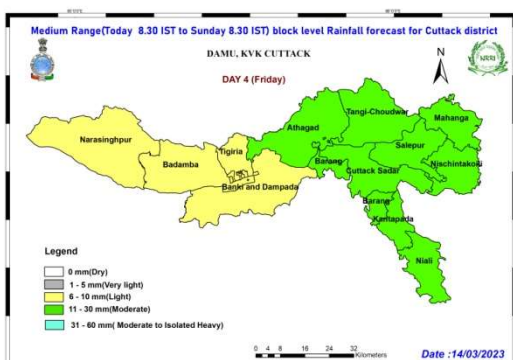 Medium Range(Today 8.30 IST to Sunday 8.30 IST) block level Rainfall forecast for Cuttack district
DAMU, KVK CUTTACK
N
NRRI
DAY 4 (Friday)
Tangi-Choudwar
Mahanga
Athagad
Narasinghpur
Salepur
Tigiria
Badamba
Barang
Nischintakoili
Cuttack Sadar
Banki and Dampada
Barang
Kantapada
Niali
Legend
0 mm(Dry)
1 - 5 mm(Very light)
6 - 10 mm(Light)
11 - 30 mm(Moderate)
31 - 60 mm( Moderate to Isolated Heavy)
0 4 8 16 24 32
Kilometers
Date :14/03/2023